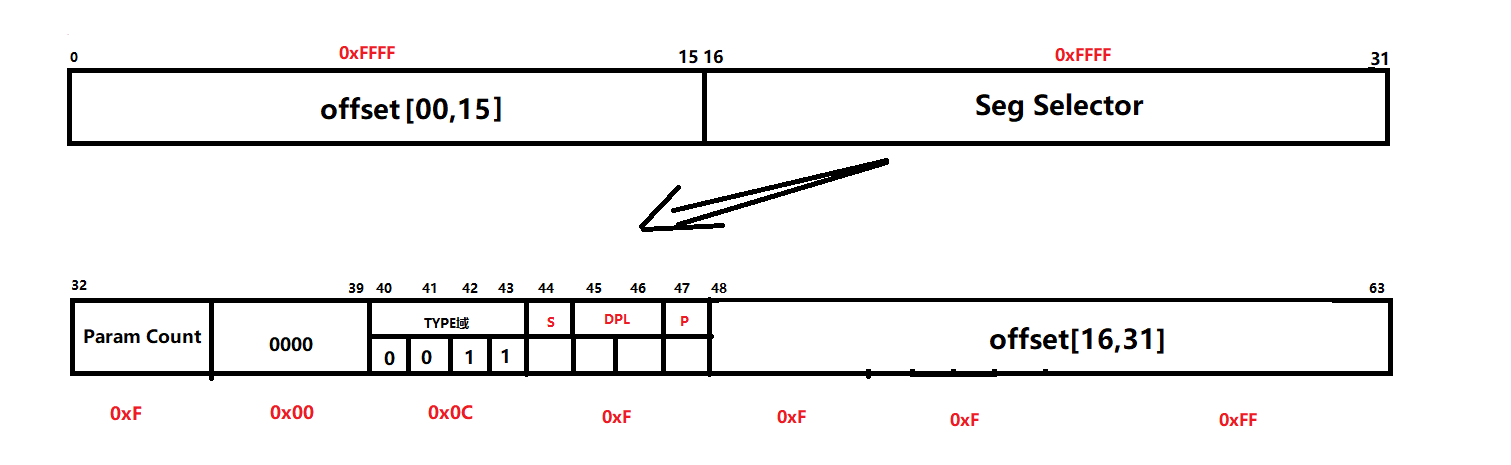 0xFFFF 0xFFFF
0 15 16 31
offset[00,15] Seg Selector
32 39 40 41 42 43 44 45 46 47 48 63
Param Count 0000 TYPE域 S DPL P offset[16,31]
0 0 1 1
0xF 0x00 0x0C 0xF 0xF 0xF 0xFF